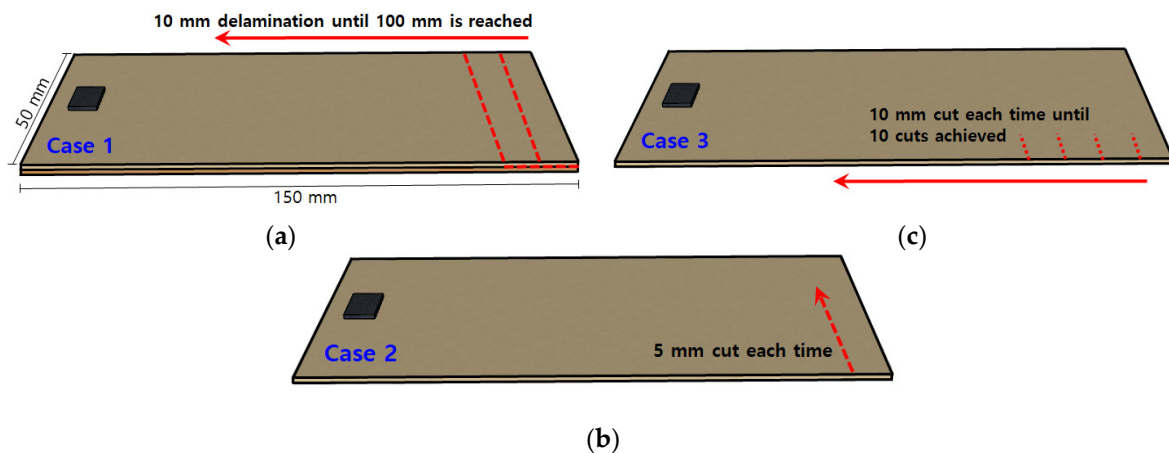 10 mm delamination until 100 mm is reached
50 mm
Case 1
150 mm
(a)
10 mm cut each time until
10 cuts achieved
Case 3
(c)
5 mm cut each time
Case 2
(b)